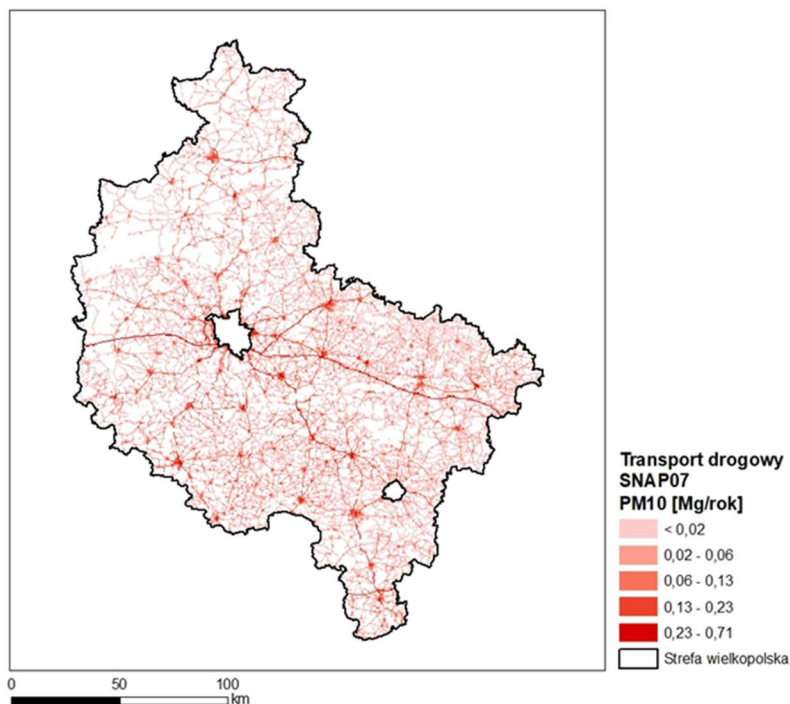 Transport drogowy
SNAP07
PM10 [Mg/rok]
< 0,02
0,02 - 0,06
0,06 - 0,13
0,13 - 0,23
0,23 - 0,71
Strefa wielkopolska
0 50 100
km